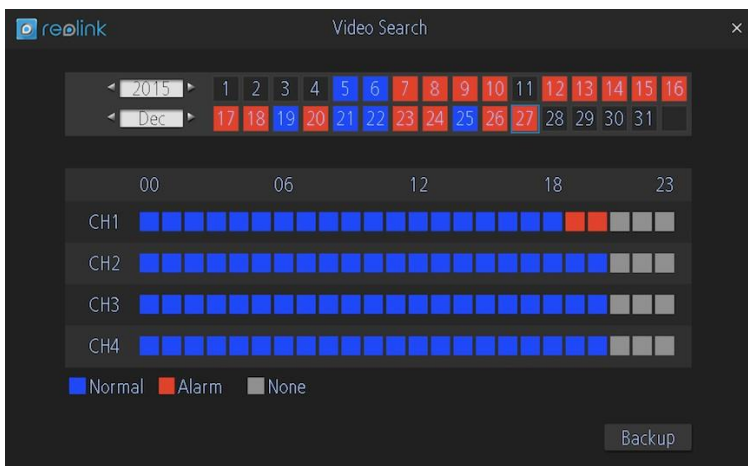 reolink Video Search ×
2015 1 2 3 4 5 6 7 8 9 10 11 12 13 14 15 16
Dec 17 18 19 20 21 22 23 24 25 26 27 28 29 30 31
00 06 12 18 23
CH1
CH2
CH3
CH4
Normal Alarm None
Backup